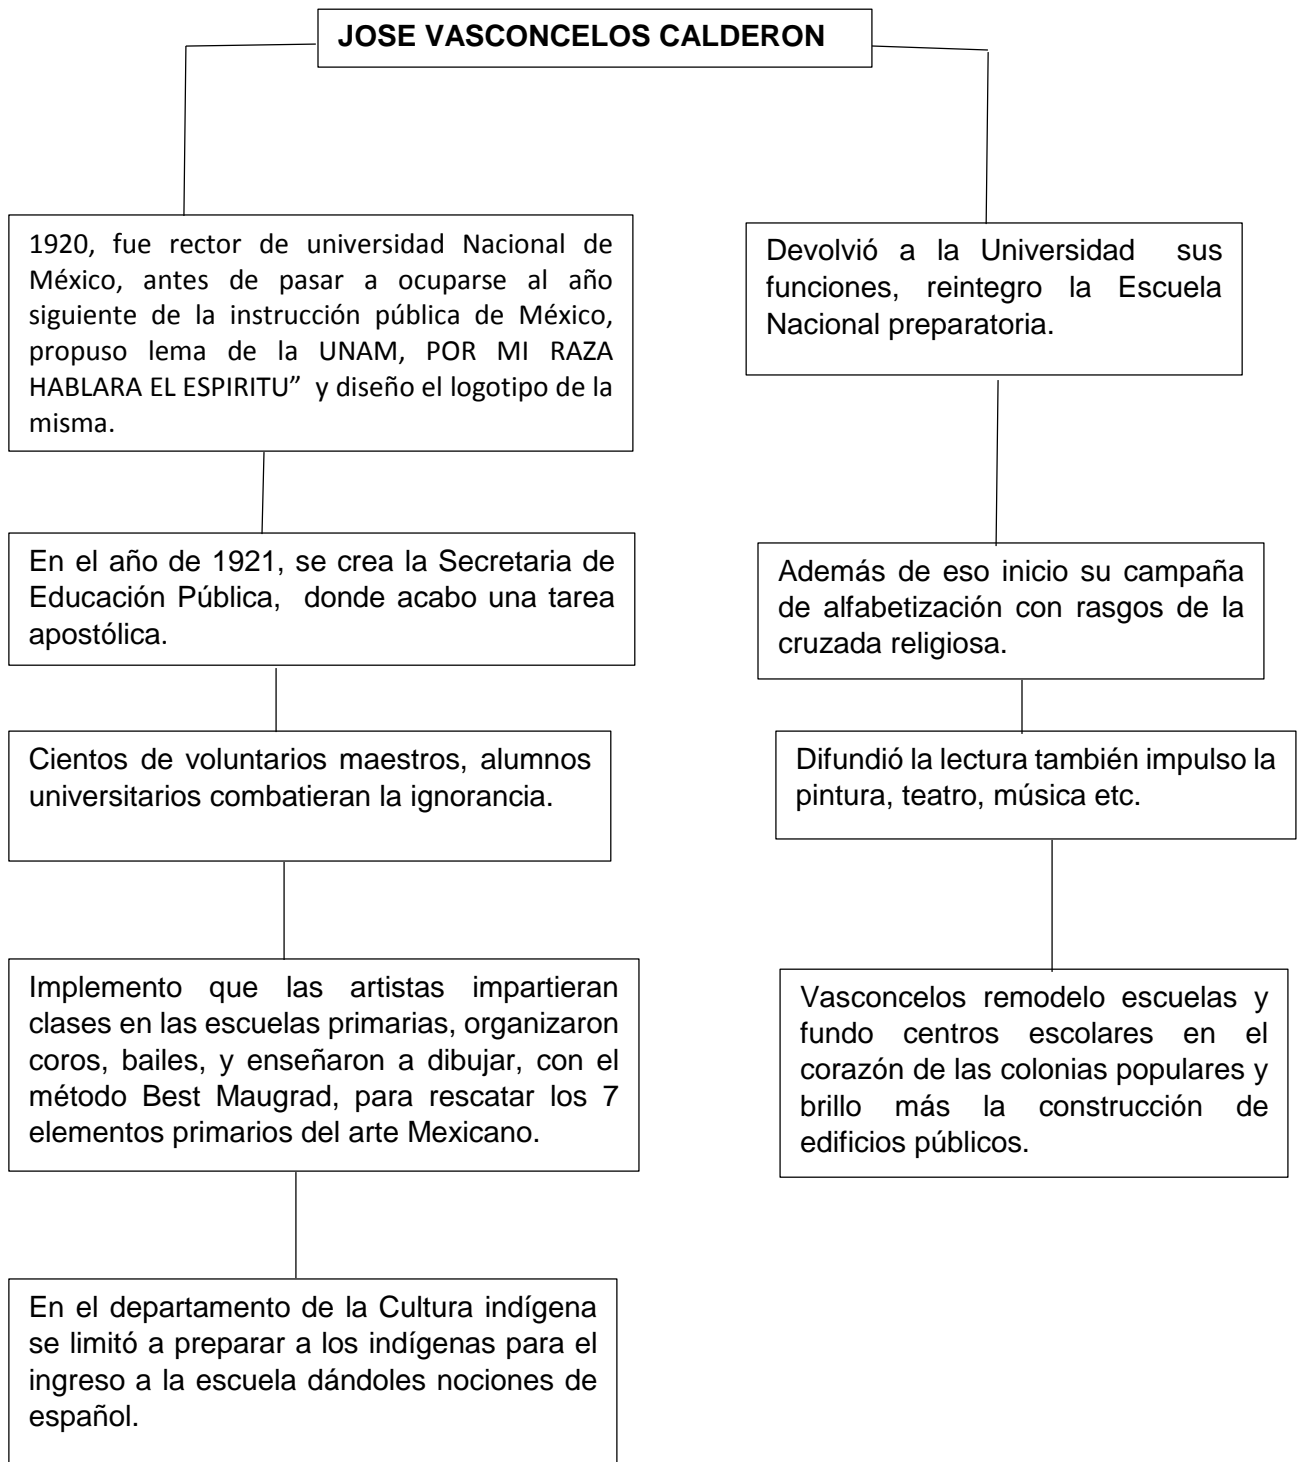 JOSE VASCONCELOS CALDERON
1920, fue rector de universidad Nacional de
México, antes de pasar a ocuparse al año
siguiente de la instrucción pública de México,
propuso lema de la UNAM, POR MI RAZA
HABLARA EL ESPIRITU” y diseño el logotipo de la
misma.
En el año de 1921, se crea la Secretaria de
Educación Pública, donde acabo una tarea
apostólica.
Cientos de voluntarios maestros, alumnos
universitarios combatieran la ignorancia.
Implemento que las artistas impartieran
clases en las escuelas primarias, organizaron
coros, bailes, y enseñaron a dibujar, con el
método Best Maugrad, para rescatar los 7
elementos primarios del arte Mexicano.
En el departamento de la Cultura indígena
se limitó a preparar a los indígenas para el
ingreso a la escuela dándoles nociones de
español.
Devolvió a la Universidad sus
funciones, reintegro la Escuela
Nacional preparatoria.
Además de eso inicio su campaña
de alfabetización con rasgos de la
cruzada religiosa.
Difundió la lectura también impulso la
pintura, teatro, música etc.
Vasconcelos remodelo escuelas y
fundo centros escolares en el
corazón de las colonias populares y
brillo más la construcción de
edificios públicos.